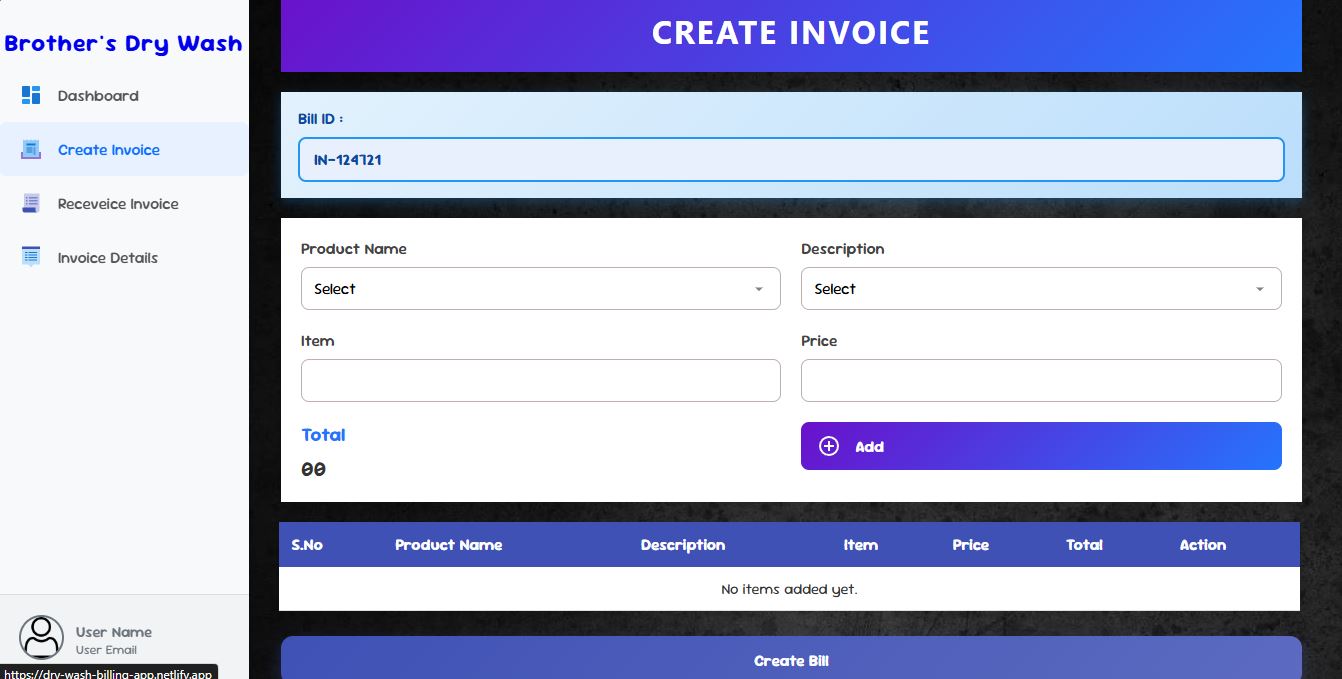 Brother's Dry Wash
Dashboard
Create Invoice
Receveice Invoice
Invoice Details
User Name
User Email
https://dry-wash-billing-app.netlify.app
CREATE INVOICE
Bill ID :
IN-124721
Product Name
Description
Select
Select
Item
Price
Total
00
Add
S.No Product Name Description Item Price Total Action
No items added yet.
Create Bill